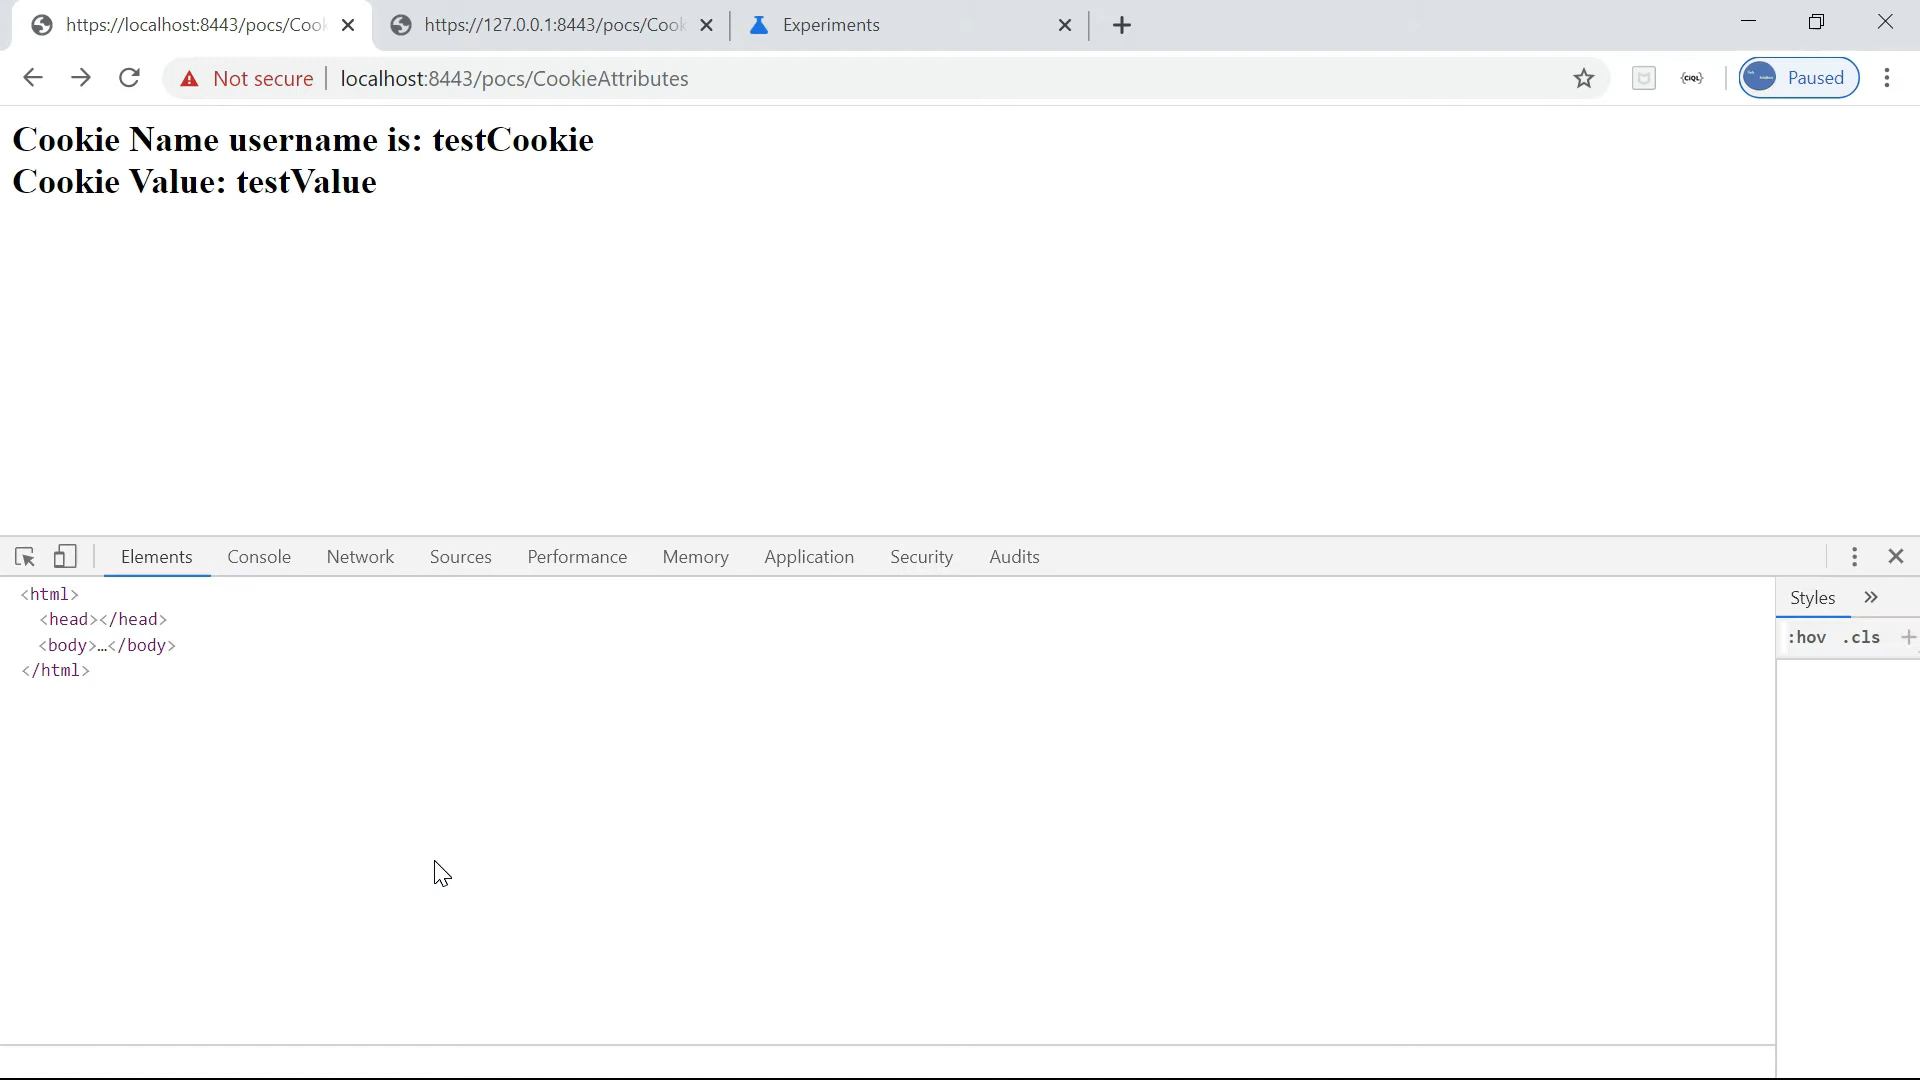 https://localhost:8443/pocs/Cook
https://127.0.0.1:8443/pocs/Cook
Experiments
Not secure
localhost:8443/pocs/CookieAttributes
{CIQL}
Paused
Cookie Name username is: testCookie
Cookie Value: testValue
Elements
Console
Network
Sources
Performance
Memory
Application
Security
Audits
<html>
<head></head>
<body>…</body>
</html>
Styles
:hov
.cls